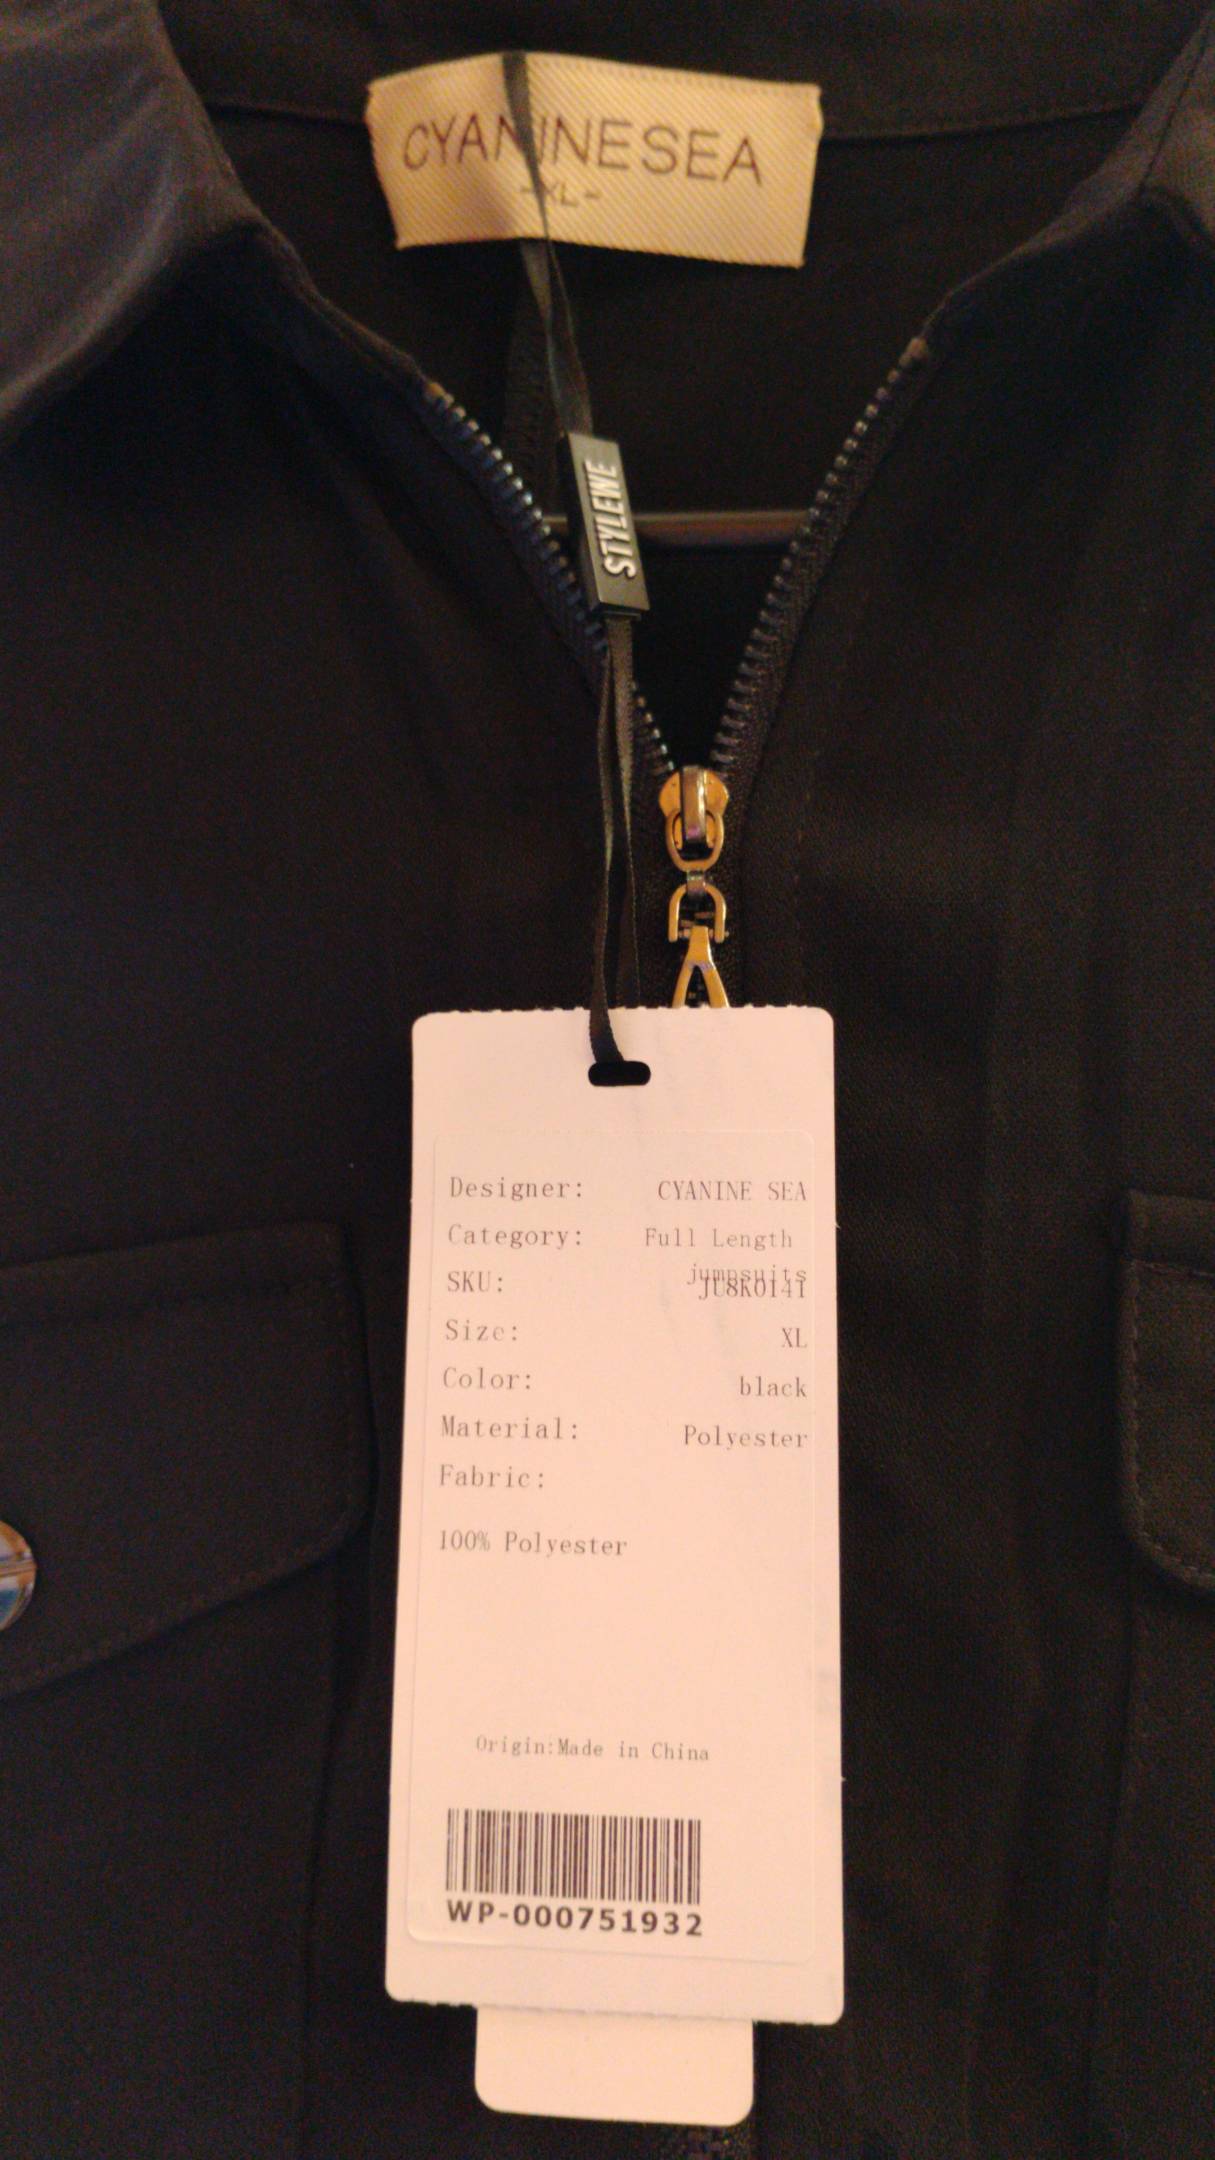 CYANINESEA
-XL-
STYLEWE
Designer: CYANINE SEA
Category: Full Length
jumpsuits
SKU: JU8K0141
Size: XL
Color: black
Material: Polyester
Fabric:
100% Polyester
Origin:Made in China
WP-000751932